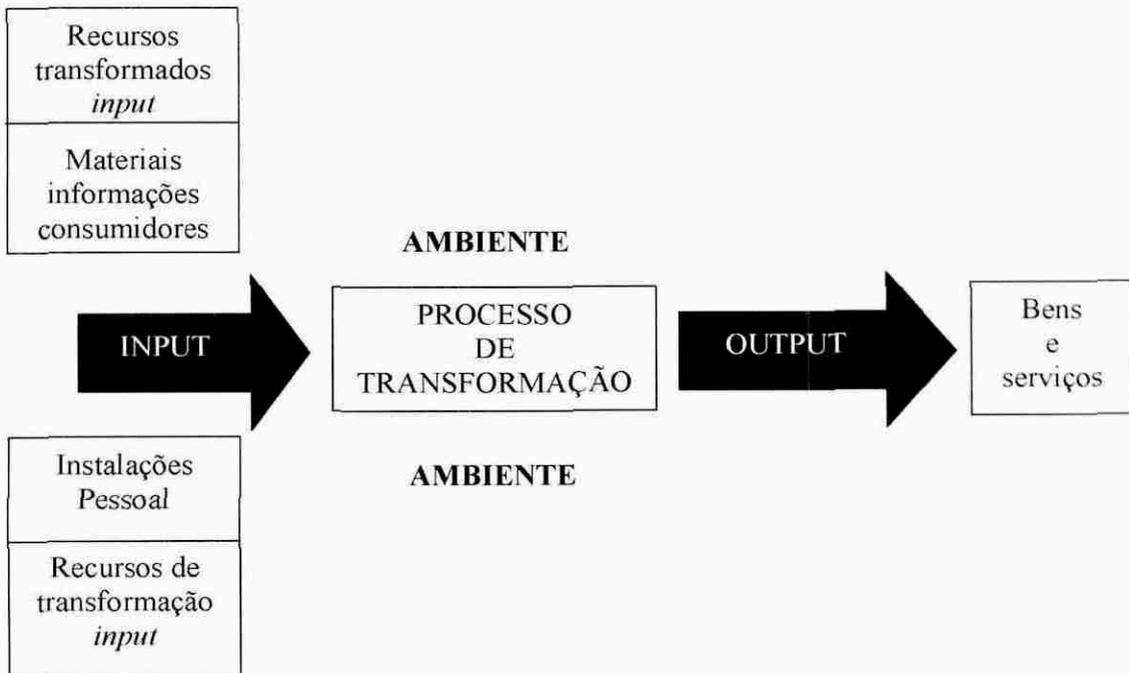 Recursos
transformados
input
Materiais
informações
consumidores
AMBIENTE
INPUT
PROCESSO
DE
TRANSFORMAÇÃO
OUTPUT
Bens
e
serviços
AMBIENTE
Instalações
Pessoal
Recursos de
transformação
input